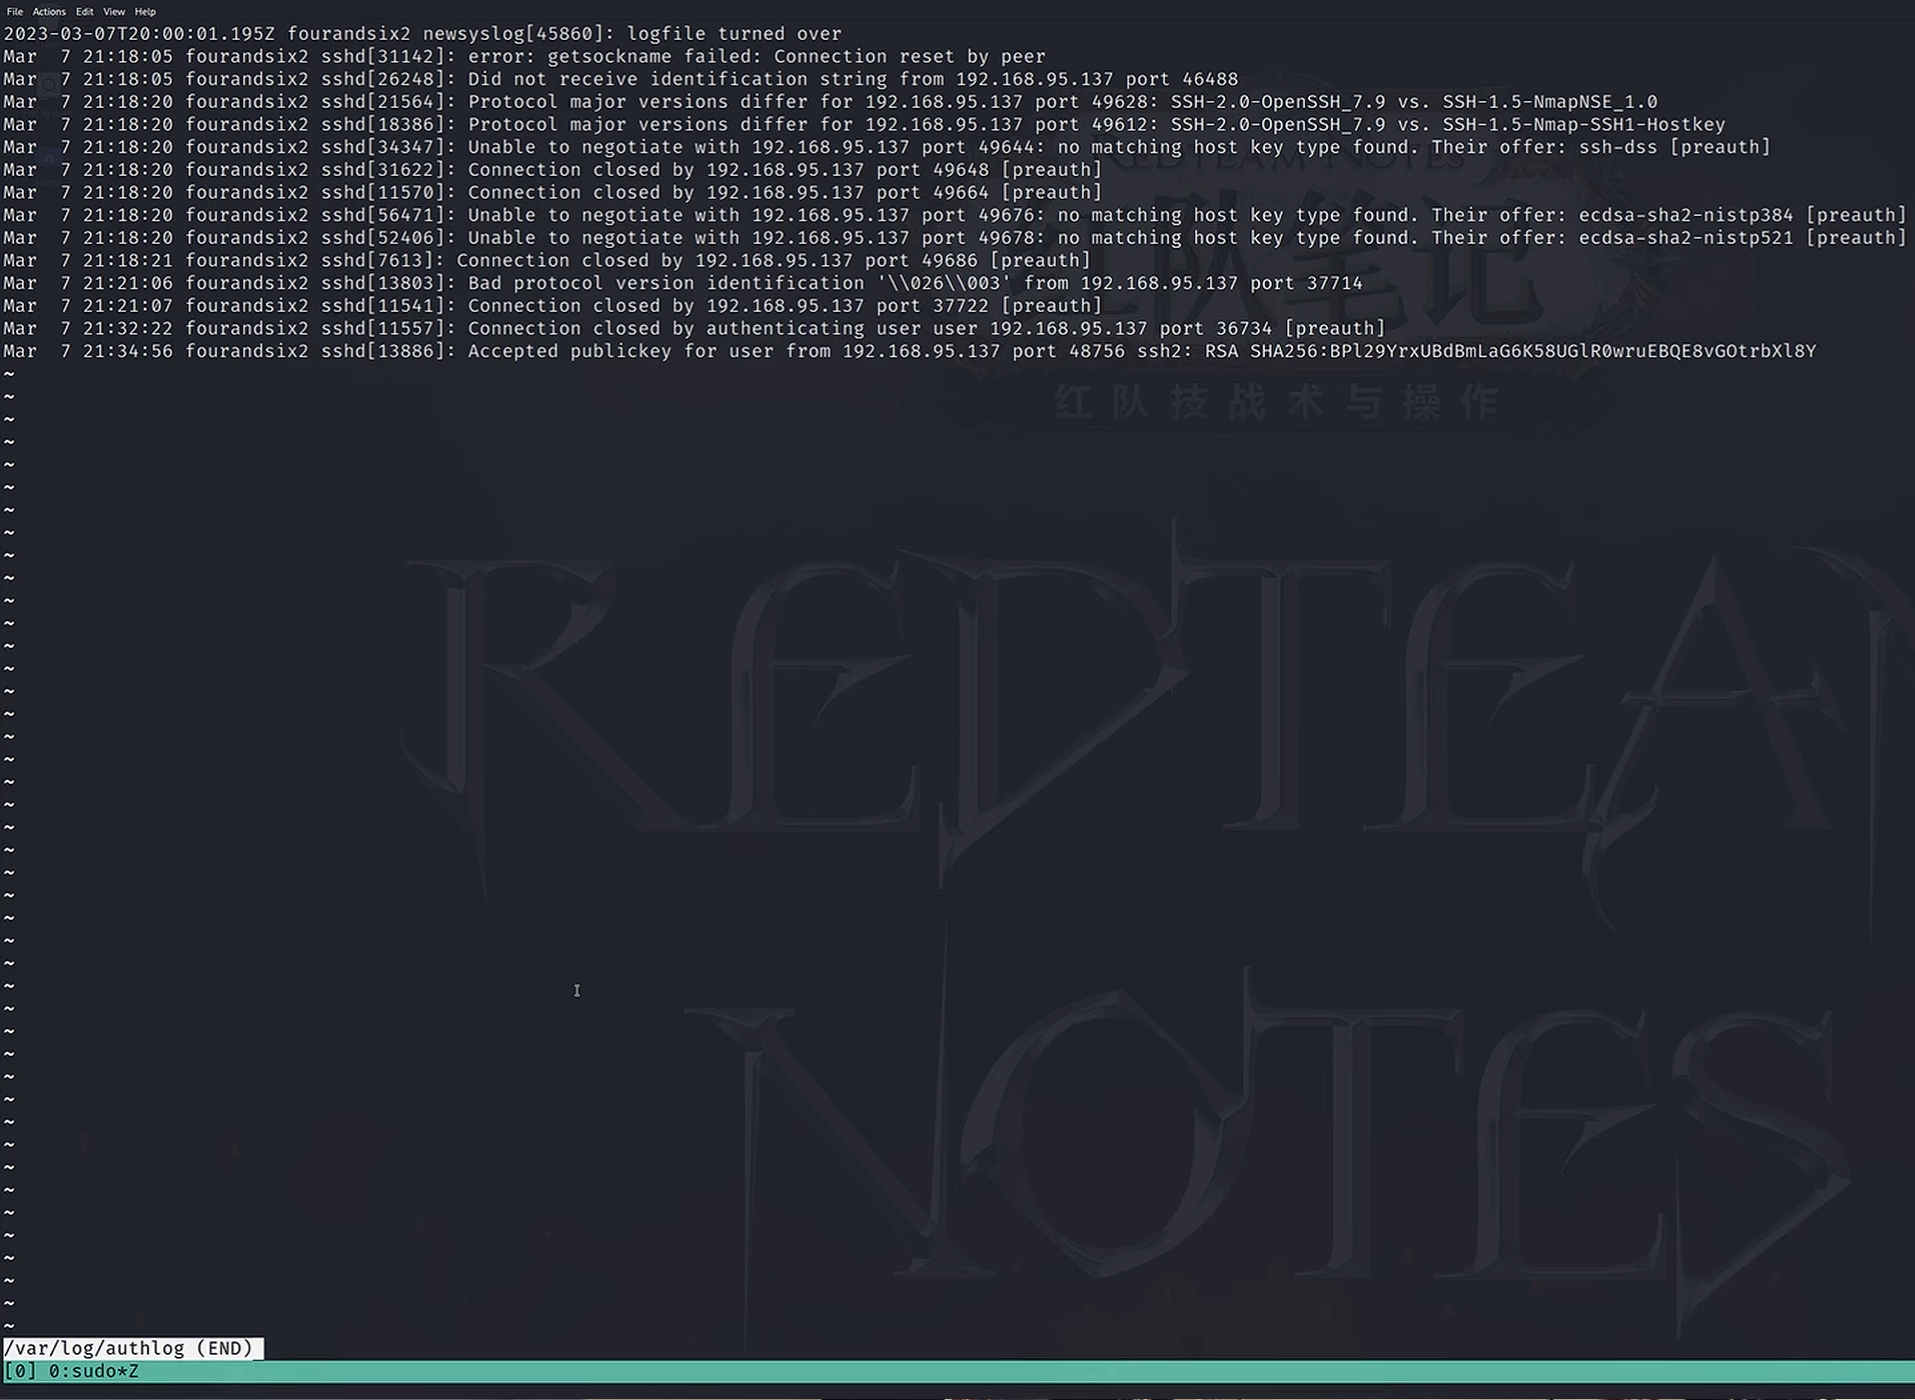 File Actions Edit View Help
2023-03-07T20:00:01.195Z fourandsix2 newsyslog[45860]: logfile turned over
Mar  7 21:18:05 fourandsix2 sshd[31142]: error: getsockname failed: Connection reset by peer
Mar  7 21:18:05 fourandsix2 sshd[26248]: Did not receive identification string from 192.168.95.137 port 46488
Mar  7 21:18:20 fourandsix2 sshd[21564]: Protocol major versions differ for 192.168.95.137 port 49628: SSH-2.0-OpenSSH_7.9 vs. SSH-1.5-NmapNSE_1.0
Mar  7 21:18:20 fourandsix2 sshd[18386]: Protocol major versions differ for 192.168.95.137 port 49612: SSH-2.0-OpenSSH_7.9 vs. SSH-1.5-Nmap-SSH1-Hostkey
Mar  7 21:18:20 fourandsix2 sshd[34347]: Unable to negotiate with 192.168.95.137 port 49644: no matching host key type found. Their offer: ssh-dss [preauth]
Mar  7 21:18:20 fourandsix2 sshd[31622]: Connection closed by 192.168.95.137 port 49648 [preauth]
Mar  7 21:18:20 fourandsix2 sshd[11570]: Connection closed by 192.168.95.137 port 49664 [preauth]
Mar  7 21:18:20 fourandsix2 sshd[56471]: Unable to negotiate with 192.168.95.137 port 49676: no matching host key type found. Their offer: ecdsa-sha2-nistp384 [preauth]
Mar  7 21:18:20 fourandsix2 sshd[52406]: Unable to negotiate with 192.168.95.137 port 49678: no matching host key type found. Their offer: ecdsa-sha2-nistp521 [preauth]
Mar  7 21:18:21 fourandsix2 sshd[7613]: Connection closed by 192.168.95.137 port 49686 [preauth]
Mar  7 21:21:06 fourandsix2 sshd[13803]: Bad protocol version identification '\\026\\003' from 192.168.95.137 port 37714
Mar  7 21:21:07 fourandsix2 sshd[11541]: Connection closed by 192.168.95.137 port 37722 [preauth]
Mar  7 21:32:22 fourandsix2 sshd[11557]: Connection closed by authenticating user user 192.168.95.137 port 36734 [preauth]
Mar  7 21:34:56 fourandsix2 sshd[13886]: Accepted publickey for user from 192.168.95.137 port 48756 ssh2: RSA SHA256:BPl29YrxUBdBmLaG6K58UGlR0wruEBQE8vGOtrbXl8Y
REDTEAM NOTES
红队笔记
红队技战术与操作
REDTEAM
NOTES
/var/log/authlog (END)
[0] 0:sudo*Z